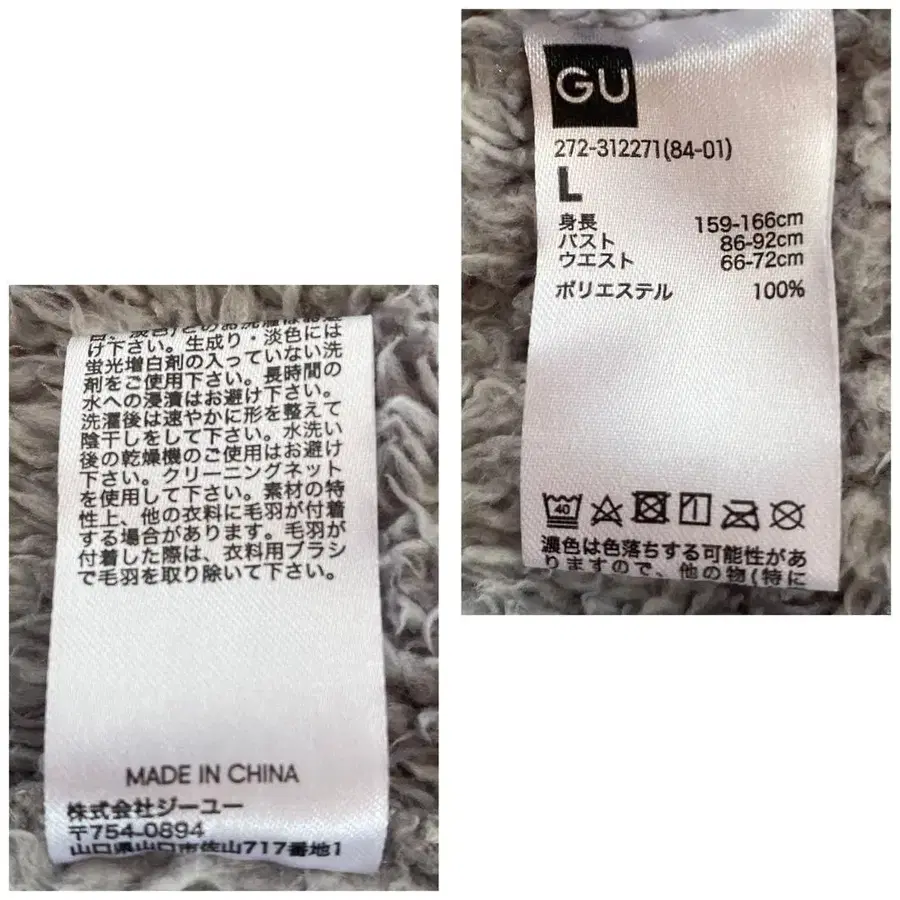 GU
272-312271(84-01)
L
身長 159-166cm
バスト 86-92cm
ウエスト 66-72cm
ポリエステル 100%
40
濃色は色落ちする可能性があ
りますので、他の物(特に
白、淡色)とのお洗濯はお避
け下さい。生成り・淡色には
蛍光増白剤の入っていない洗
剤をご使用下さい。長時間の
水への浸漬はお避け下さい。
洗濯後は速やかに形を整えて
陰干しをして下さい。水洗い
後の乾燥機のご使用はお避け
下さい。クリーニングネット
を使用して下さい。素材の特
性上、他の衣料に毛羽が付着
する場合があります。毛羽が
付着した際は、衣料用ブラシ
で毛羽を取り除いて下さい。
MADE IN CHINA
株式会社ジーユー
〒754-0894
山口県山口市佐山717番地1